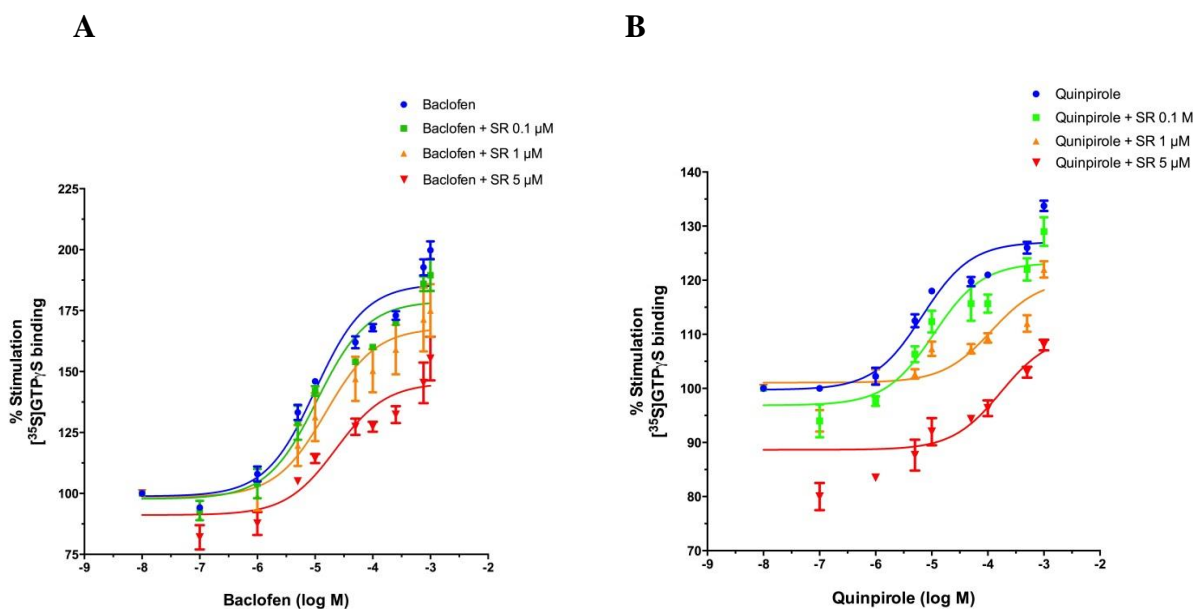 A
B
Baclofen
Baclofen + SR 0.1 µM
Baclofen + SR 1 µM
Baclofen + SR 5 µM
225
200
175
150
125
100
75
% Stimulation
[³⁵S]GTPγS binding
-9 -8 -7 -6 -5 -4 -3 -2
Baclofen (log M)
Quinpirole
Quinpirole + SR 0.1 M
Qunipirole + SR 1 µM
Qunpirole + SR 5 µM
140
130
120
110
100
90
80
70
% Stimulation
[³⁵S]GTPγS binding
-9 -8 -7 -6 -5 -4 -3 -2
Quinpirole (log M)